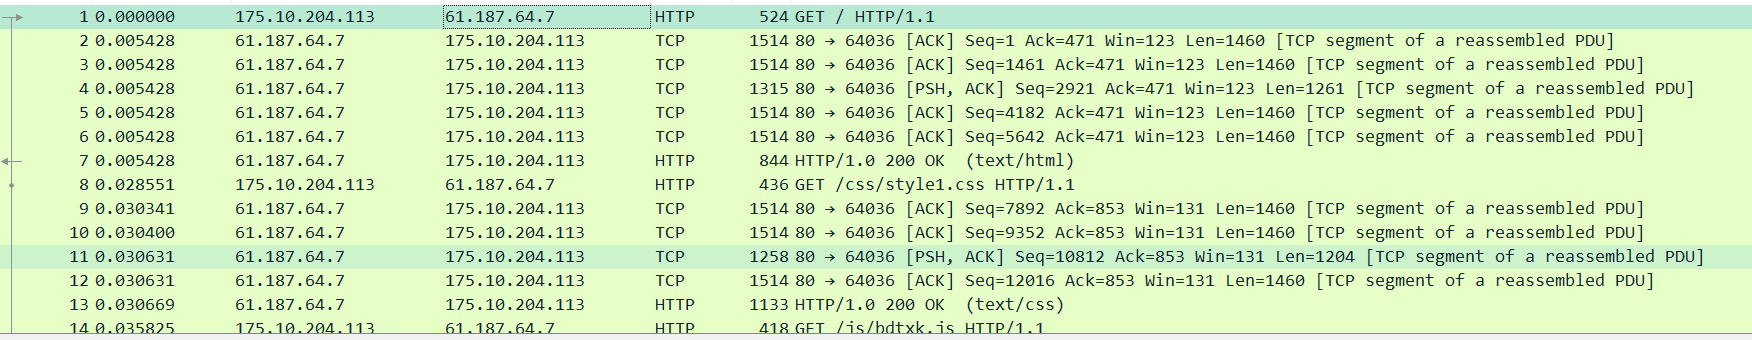 1 0.000000 175.10.204.113 61.187.64.7 HTTP 524 GET / HTTP/1.1
2 0.005428 61.187.64.7 175.10.204.113 TCP 1514 80 → 64036 [ACK] Seq=1 Ack=471 Win=123 Len=1460 [TCP segment of a reassembled PDU]
3 0.005428 61.187.64.7 175.10.204.113 TCP 1514 80 → 64036 [ACK] Seq=1461 Ack=471 Win=123 Len=1460 [TCP segment of a reassembled PDU]
4 0.005428 61.187.64.7 175.10.204.113 TCP 1315 80 → 64036 [PSH, ACK] Seq=2921 Ack=471 Win=123 Len=1261 [TCP segment of a reassembled PDU]
5 0.005428 61.187.64.7 175.10.204.113 TCP 1514 80 → 64036 [ACK] Seq=4182 Ack=471 Win=123 Len=1460 [TCP segment of a reassembled PDU]
6 0.005428 61.187.64.7 175.10.204.113 TCP 1514 80 → 64036 [ACK] Seq=5642 Ack=471 Win=123 Len=1460 [TCP segment of a reassembled PDU]
7 0.005428 61.187.64.7 175.10.204.113 HTTP 844 HTTP/1.0 200 OK (text/html)
8 0.028551 175.10.204.113 61.187.64.7 HTTP 436 GET /css/style1.css HTTP/1.1
9 0.030341 61.187.64.7 175.10.204.113 TCP 1514 80 → 64036 [ACK] Seq=7892 Ack=853 Win=131 Len=1460 [TCP segment of a reassembled PDU]
10 0.030400 61.187.64.7 175.10.204.113 TCP 1514 80 → 64036 [ACK] Seq=9352 Ack=853 Win=131 Len=1460 [TCP segment of a reassembled PDU]
11 0.030631 61.187.64.7 175.10.204.113 TCP 1258 80 → 64036 [PSH, ACK] Seq=10812 Ack=853 Win=131 Len=1204 [TCP segment of a reassembled PDU]
12 0.030631 61.187.64.7 175.10.204.113 TCP 1514 80 → 64036 [ACK] Seq=12016 Ack=853 Win=131 Len=1460 [TCP segment of a reassembled PDU]
13 0.030669 61.187.64.7 175.10.204.113 HTTP 1133 HTTP/1.0 200 OK (text/css)
14 0.035825 175.10.204.113 61.187.64.7 HTTP 418 GET /js/bdtxk.js HTTP/1.1